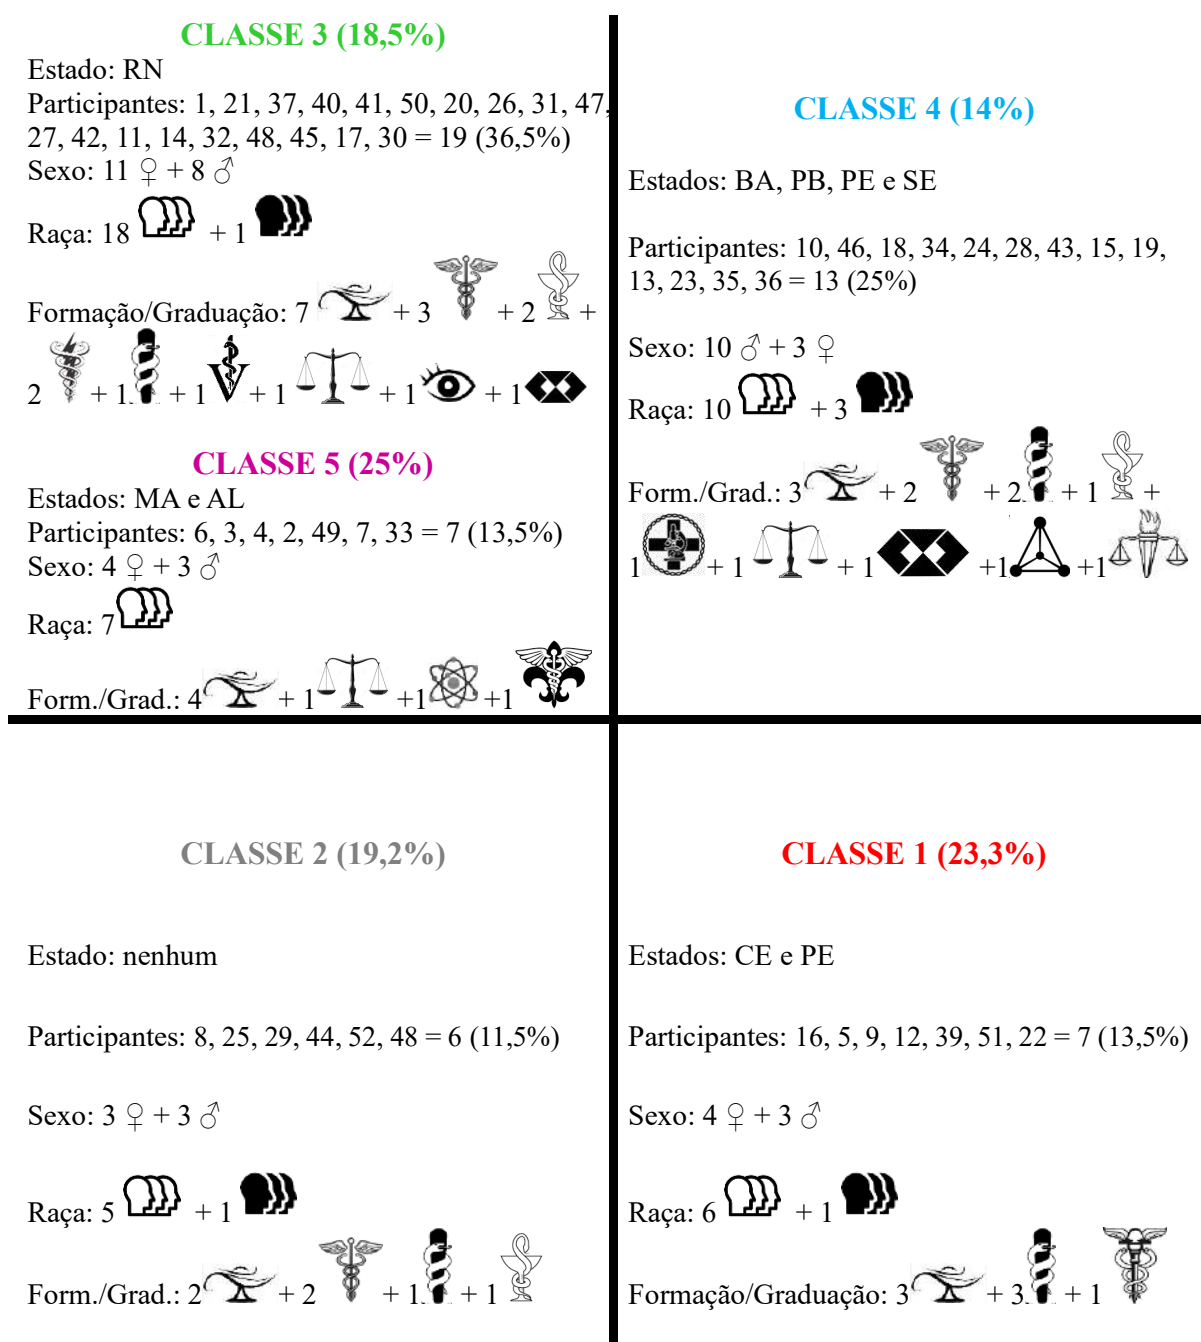 CLASSE 3 (18,5%)
Estado: RN
Participantes: 1, 21, 37, 40, 41, 50, 20, 26, 31, 47,
27, 42, 11, 14, 32, 48, 45, 17, 30 = 19 (36,5%)
Sexo: 11 ♀ + 8 ♂
Raça: 18 + 1
Formação/Graduação: 7 + 3 + 2 +
2 + 1 + 1 + 1 + 1 + 1
CLASSE 5 (25%)
Estados: MA e AL
Participantes: 6, 3, 4, 2, 49, 7, 33 = 7 (13,5%)
Sexo: 4 ♀ + 3 ♂
Raça: 7
Form./Grad.: 4 + 1 +1 +1
CLASSE 4 (14%)
Estados: BA, PB, PE e SE
Participantes: 10, 46, 18, 34, 24, 28, 43, 15, 19,
13, 23, 35, 36 = 13 (25%)
Sexo: 10 ♂ + 3 ♀
Raça: 10 + 3
Form./Grad.: 3 + 2 + 2 + 1 +
1 + 1 + 1 +1 +1
CLASSE 2 (19,2%)
Estado: nenhum
Participantes: 8, 25, 29, 44, 52, 48 = 6 (11,5%)
Sexo: 3 ♀ + 3 ♂
Raça: 5 + 1
Form./Grad.: 2 + 2 + 1 + 1
CLASSE 1 (23,3%)
Estados: CE e PE
Participantes: 16, 5, 9, 12, 39, 51, 22 = 7 (13,5%)
Sexo: 4 ♀ + 3 ♂
Raça: 6 + 1
Formação/Graduação: 3 + 3 + 1